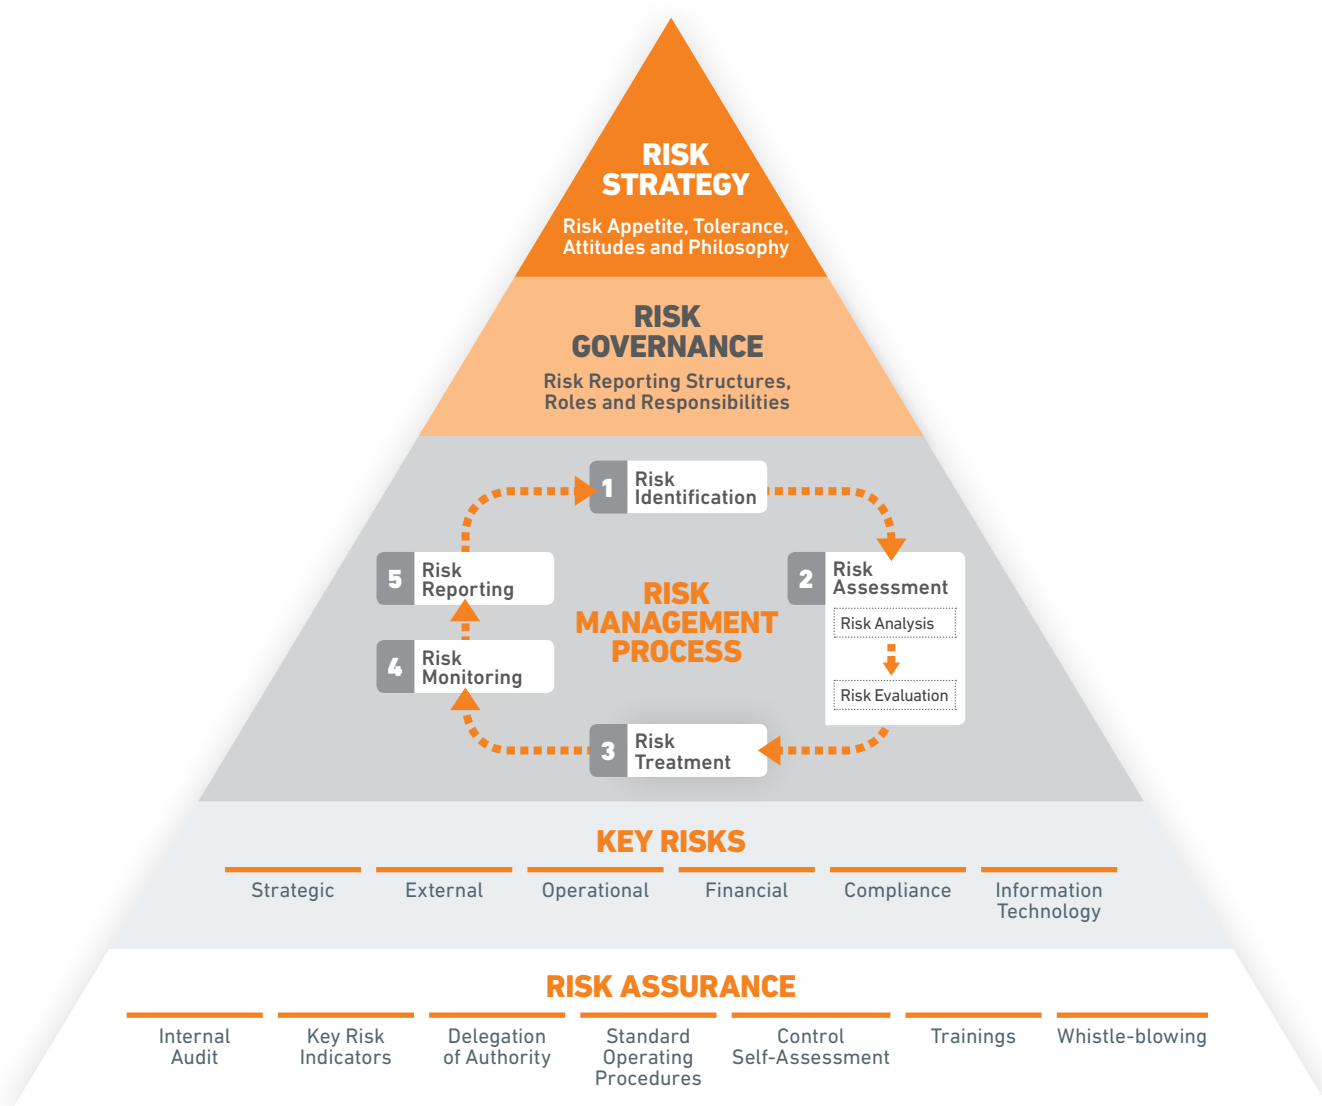 RISK
STRATEGY
Risk Appetite, Tolerance,
Attitudes and Philosophy
RISK
GOVERNANCE
Risk Reporting Structures,
Roles and Responsibilities
1
Risk
Identification
2
Risk
Assessment
Risk Analysis
Risk Evaluation
3
Risk
Treatment
4
Risk
Monitoring
5
Risk
Reporting
RISK
MANAGEMENT
PROCESS
KEY RISKS
Strategic
External
Operational
Financial
Compliance
Information
Technology
RISK ASSURANCE
Internal
Audit
Key Risk
Indicators
Delegation
of Authority
Standard
Operating
Procedures
Control
Self-Assessment
Trainings
Whistle-blowing